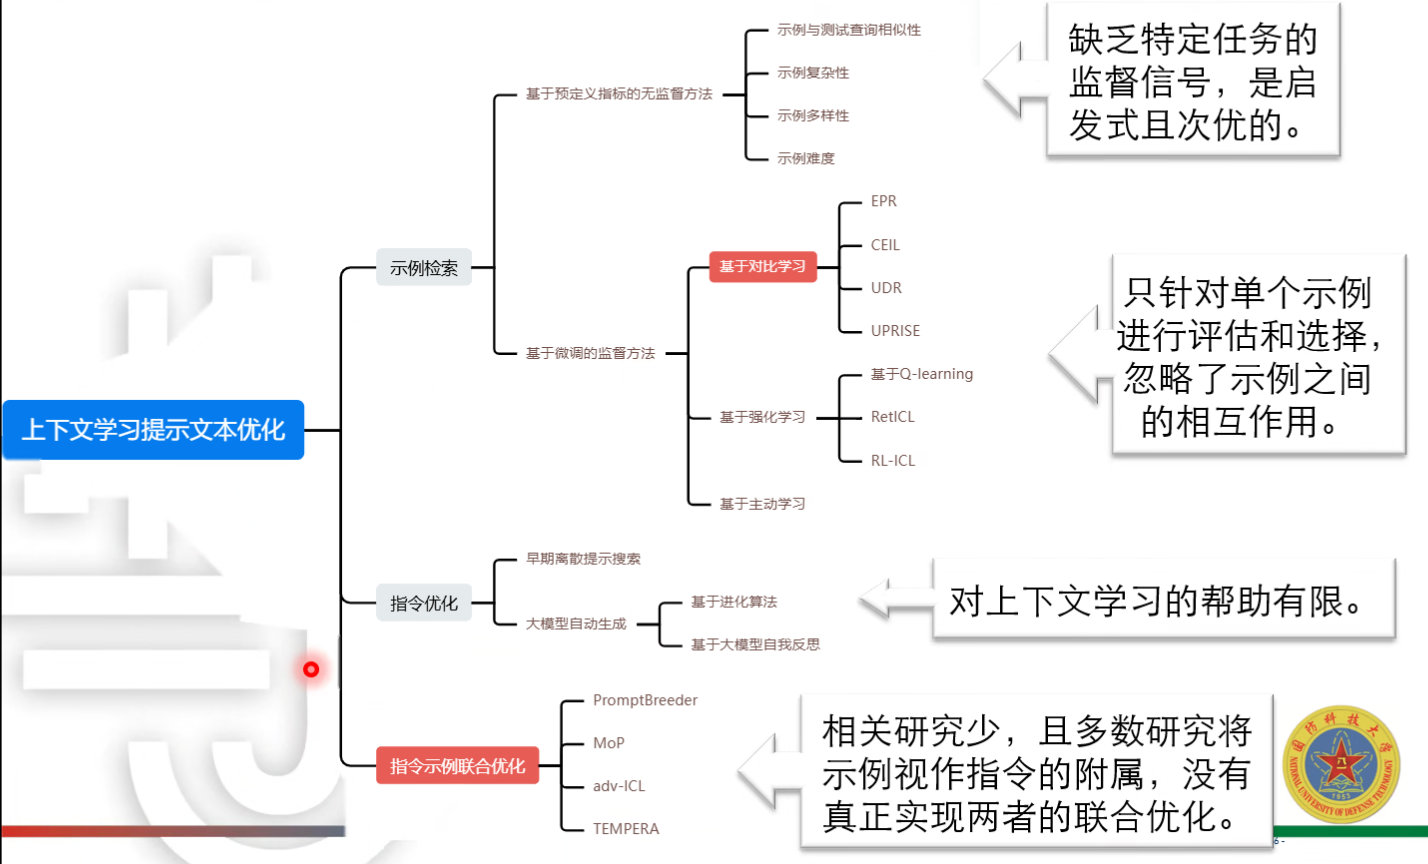 示例与测试查询相似性
示例复杂性
基于预定义指标的无监督方法
示例多样性
示例难度
缺乏特定任务的
监督信号，是启
发式且次优的。
示例检索
EPR
CEIL
基于对比学习
UDR
UPRISE
基于微调的监督方法
基于Q-learning
基于强化学习
RetICL
RL-ICL
基于主动学习
只针对单个示例
进行评估和选择，
忽略了示例之间
的相互作用。
上下文学习提示文本优化
早期离散提示搜索
指令优化
基于进化算法
大模型自动生成
基于大模型自我反思
对上下文学习的帮助有限。
PromptBreeder
MoP
指令示例联合优化
adv-ICL
TEMPERA
相关研究少，且多数研究将
示例视作指令的附属，没有
真正实现两者的联合优化。
国防科技大学
NATIONAL UNIVERSITY OF DEFENSE TECHNOLOGY
1953
6 -